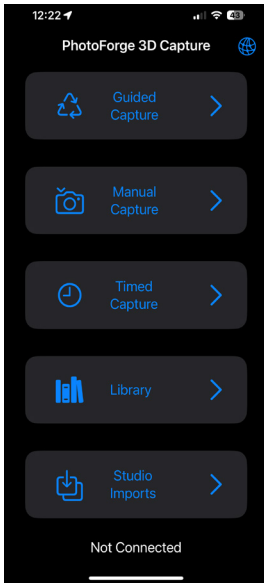 12:22
48
PhotoForge 3D Capture
Guided
Capture
Manual
Capture
Timed
Capture
Library
Studio
Imports
Not Connected